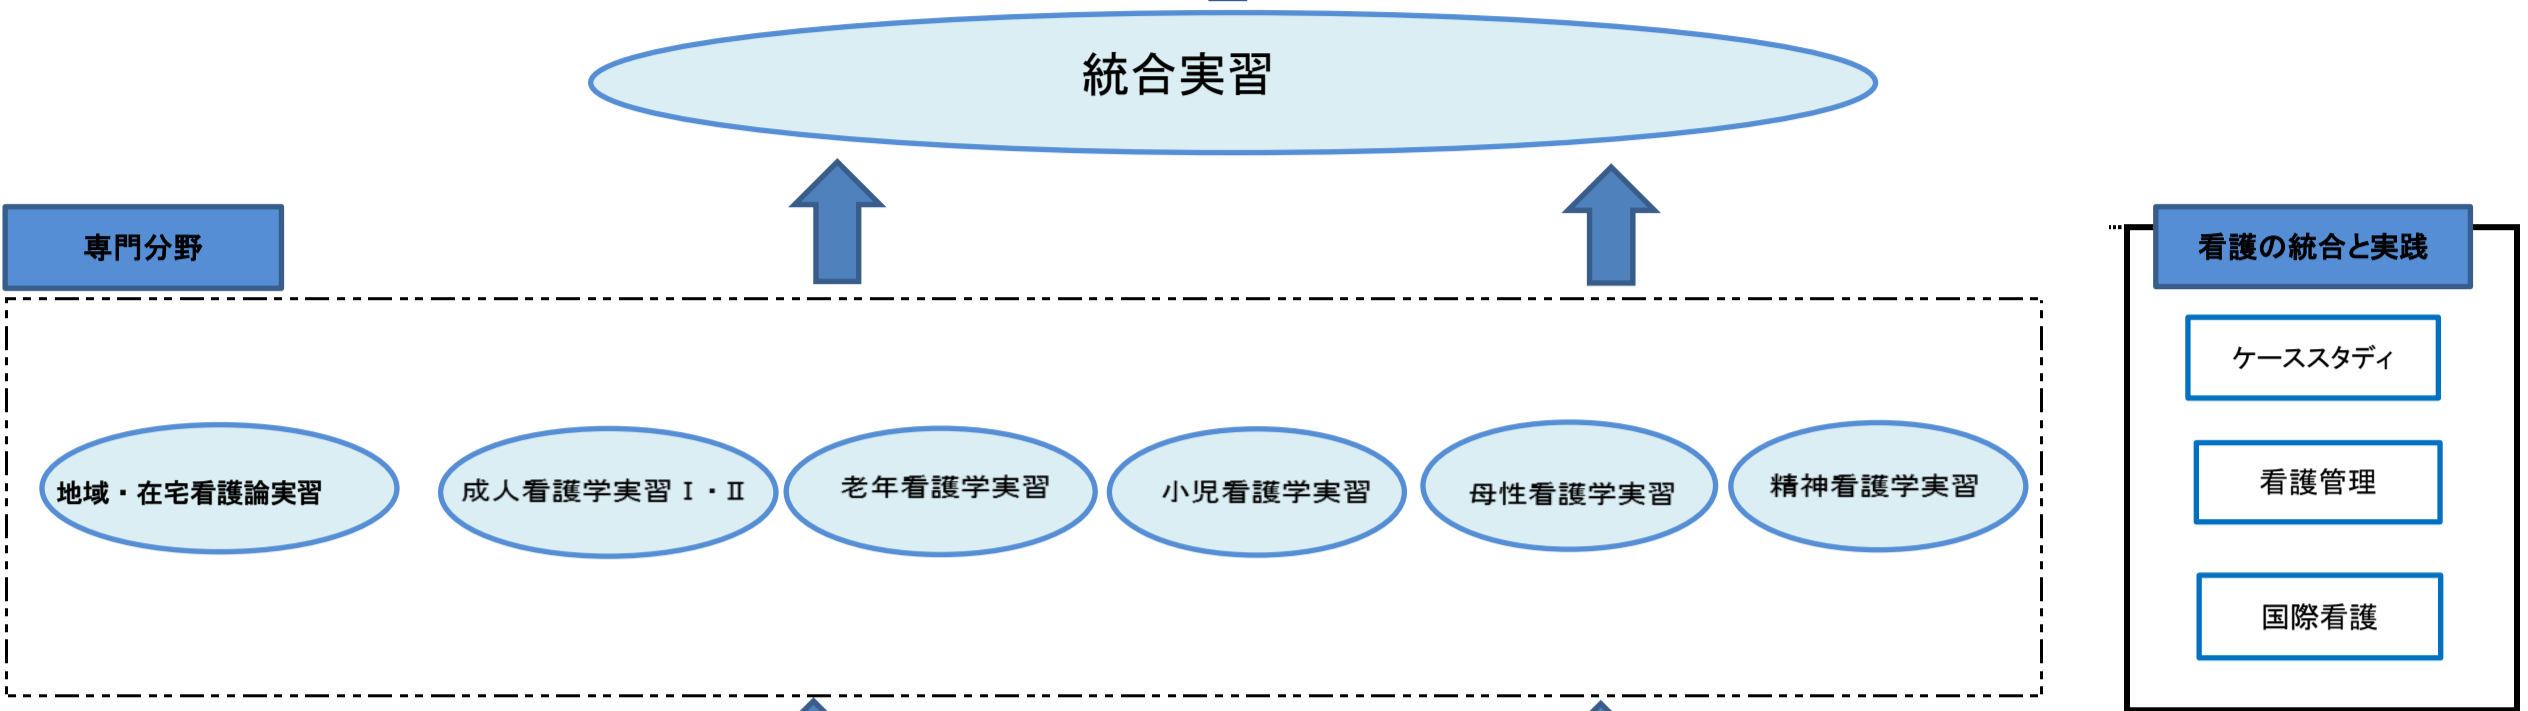 統合実習
専門分野
看護の統合と実践
ケーススタディ
地域・在宅看護論実習
成人看護学実習Ⅰ・Ⅱ
老年看護学実習
小児看護学実習
母性看護学実習
精神看護学実習
看護管理
国際看護